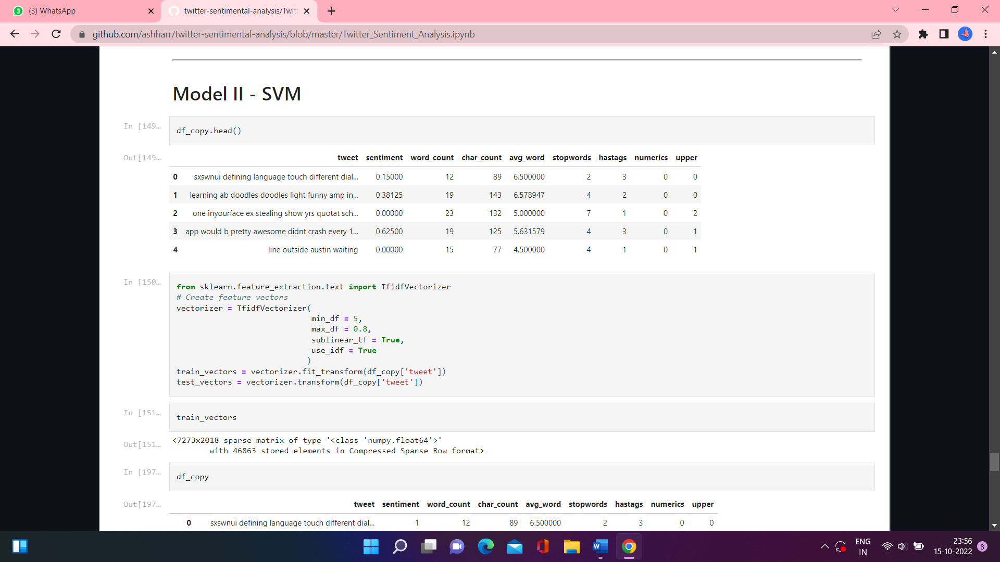 (3) WhatsApp
twitter-sentimental-analysis/Twitt
github.com/ashharr/twitter-sentimental-analysis/blob/master/Twitter_Sentiment_Analysis.ipynb
Model II - SVM
In [149…
df_copy.head()
Out[149…
tweet sentiment word_count char_count avg_word stopwords hastags numerics upper
0 sxswnui defining language touch different dial... 0.15000 12 89 6.500000 2 3 0 0
1 learning ab doodles doodles light funny amp in... 0.38125 19 143 6.578947 4 2 0 0
2 one inyourface ex stealing show yrs quotat sch... 0.00000 23 132 5.000000 7 1 0 2
3 app would b pretty awesome didnt crash every 1... 0.62500 19 125 5.631579 4 3 0 1
4 line outside austin waiting 0.00000 15 77 4.500000 4 1 0 1
In [150…
from sklearn.feature_extraction.text import TfidfVectorizer
# Create feature vectors
vectorizer = TfidfVectorizer(
min_df = 5,
max_df = 0.8,
sublinear_tf = True,
use_idf = True
)
train_vectors = vectorizer.fit_transform(df_copy['tweet'])
test_vectors = vectorizer.transform(df_copy['tweet'])
In [151…
train_vectors
Out[151…
<7273x2018 sparse matrix of type '<class 'numpy.float64'>'
with 46863 stored elements in Compressed Sparse Row format>
In [197…
df_copy
Out[197…
tweet sentiment word_count char_count avg_word stopwords hastags numerics upper
0 sxswnui defining language touch different dial... 1 12 89 6.500000 2 3 0 0
ENG
IN
23:56
15-10-2022
8